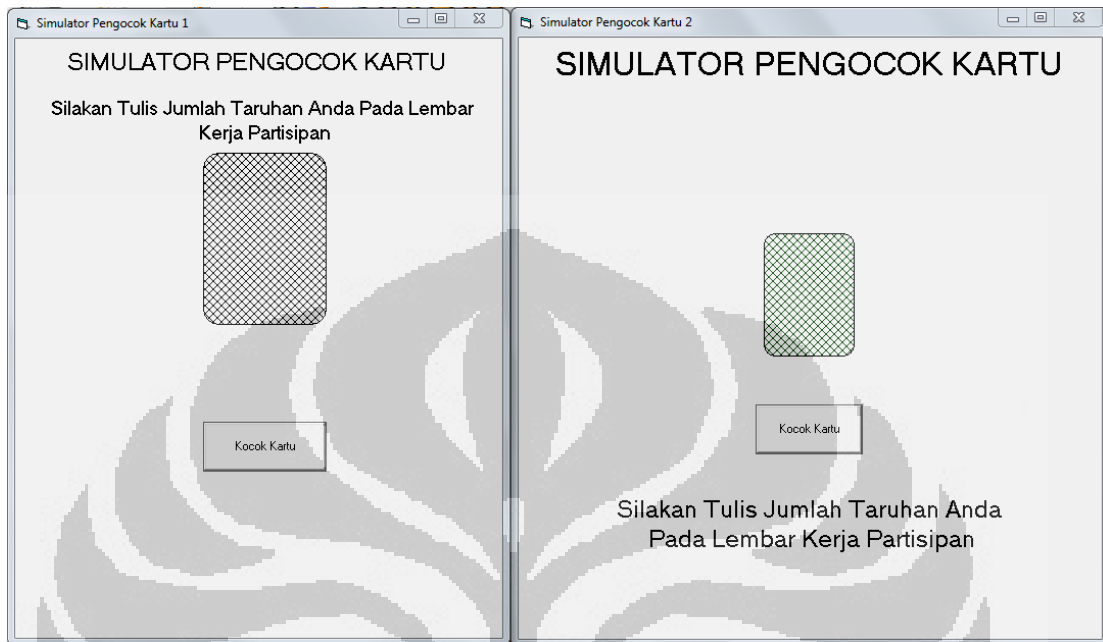 Simulator Pengocok Kartu 1
SIMULATOR PENGOCOK KARTU
Silakan Tulis Jumlah Taruhan Anda Pada Lembar
Kerja Partisipan
Kocok Kartu
Simulator Pengocok Kartu 2
SIMULATOR PENGOCOK KARTU
Kocok Kartu
Silakan Tulis Jumlah Taruhan Anda
Pada Lembar Kerja Partisipan